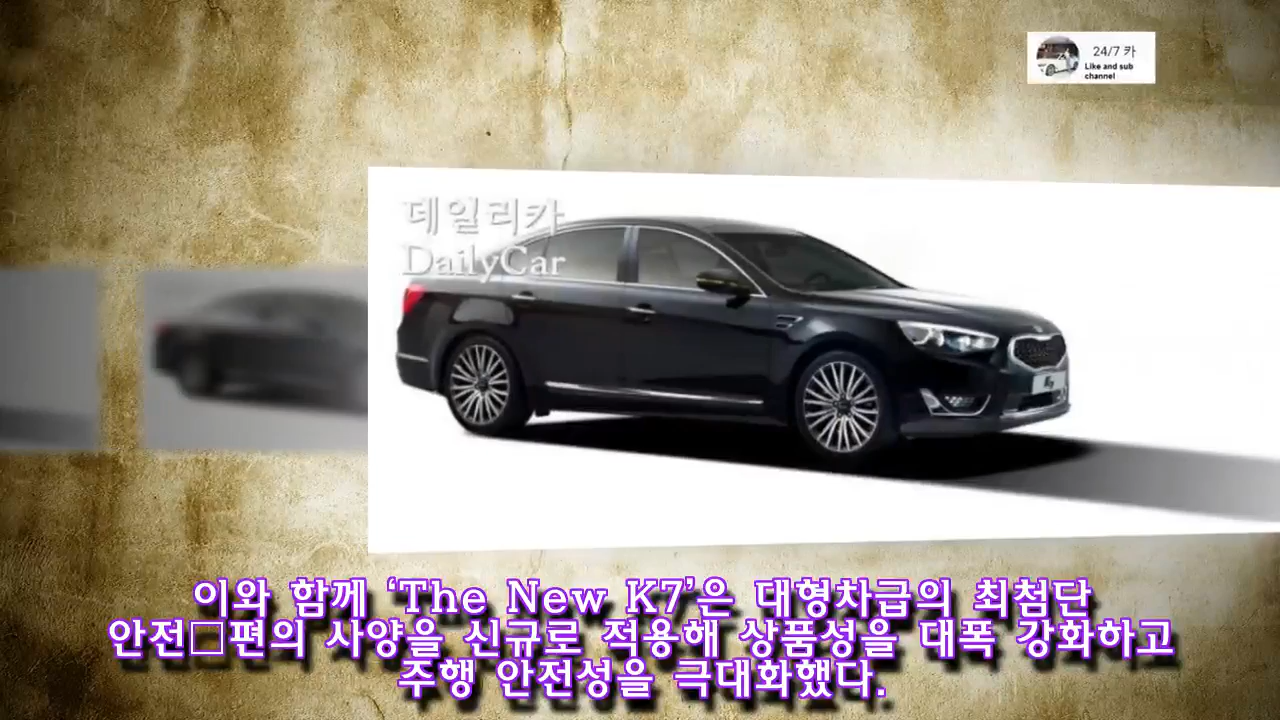 24/7 카
Like and sub
channel
데일리카
DailyCar
K7
이와 함께 ‘The New K7’은 대형차급의 최첨단
안전□편의 사양을 신규로 적용해 상품성을 대폭 강화하고
주행 안전성을 극대화했다.